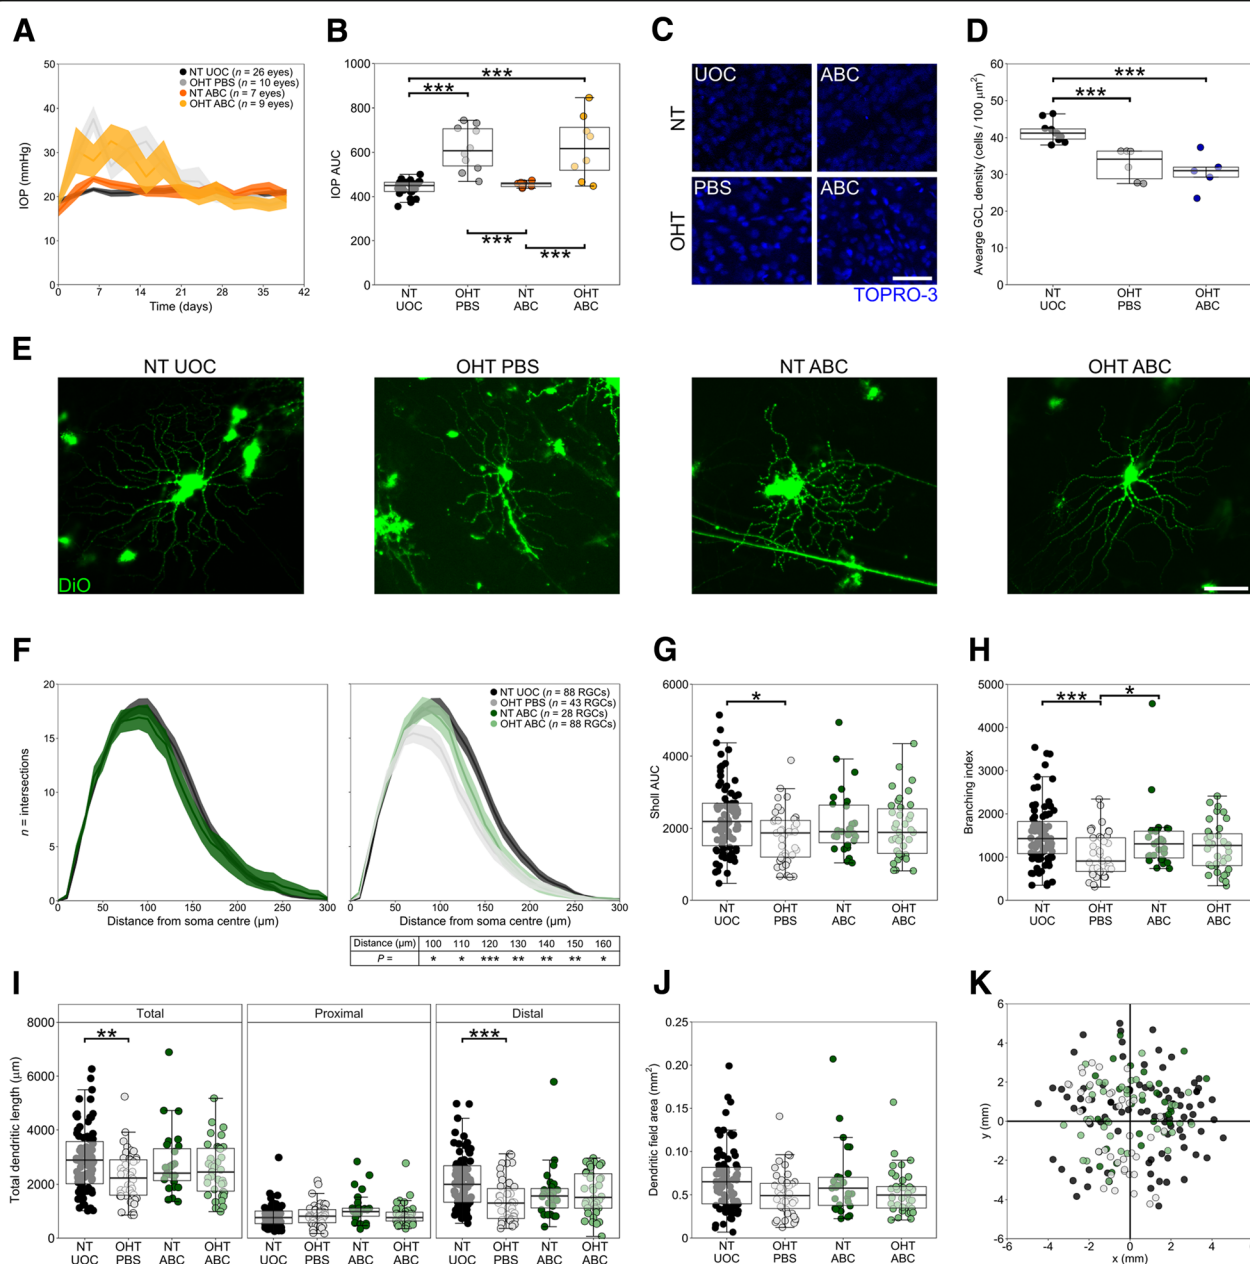 A
50
40
30
20
10
0
IOP (mmHg)
0 7 14 21 28 35 42
Time (days)
NT UOC (n = 26 eyes)
OHT PBS (n = 10 eyes)
NT ABC (n = 7 eyes)
OHT ABC (n = 9 eyes)
B
1000
800
600
400
200
0
IOP AUC
***
***
***
***
NT UOC
OHT PBS
NT ABC
OHT ABC
C
NT
OHT
UOC
ABC
PBS
ABC
TOPRO-3
D
60
50
40
30
20
10
0
Avearge GCL density (cells / 100 µm²)
***
***
NT UOC
OHT PBS
OHT ABC
E
NT UOC
OHT PBS
NT ABC
OHT ABC
DiO
F
20
15
10
5
0
n = intersections
0 50 100 150 200 250 300
Distance from soma centre (µm)
NT UOC (n = 88 RGCs)
OHT PBS (n = 43 RGCs)
NT ABC (n = 28 RGCs)
OHT ABC (n = 88 RGCs)
0 50 100 150 200 250 300
Distance from soma centre (µm)
Distance (µm) 100 110 120 130 140 150 160
P = * * *** ** ** ** *
G
6000
4000
2000
0
Sholl AUC
*
NT UOC
OHT PBS
NT ABC
OHT ABC
H
5000
4000
3000
2000
1000
0
Branching index
***
*
NT UOC
OHT PBS
NT ABC
OHT ABC
I
Total
Proximal
Distal
8000
6000
4000
2000
0
Total dendritic length (µm)
**
***
NT UOC
OHT PBS
NT ABC
OHT ABC
NT UOC
OHT PBS
NT ABC
OHT ABC
NT UOC
OHT PBS
NT ABC
OHT ABC
J
0.25
0.20
0.15
0.10
0.5
0
Dendritic field area (mm²)
NT UOC
OHT PBS
NT ABC
OHT ABC
K
6
4
2
0
-2
-4
-6
y (mm)
-6 -4 -2 0 2 4
x (mm)